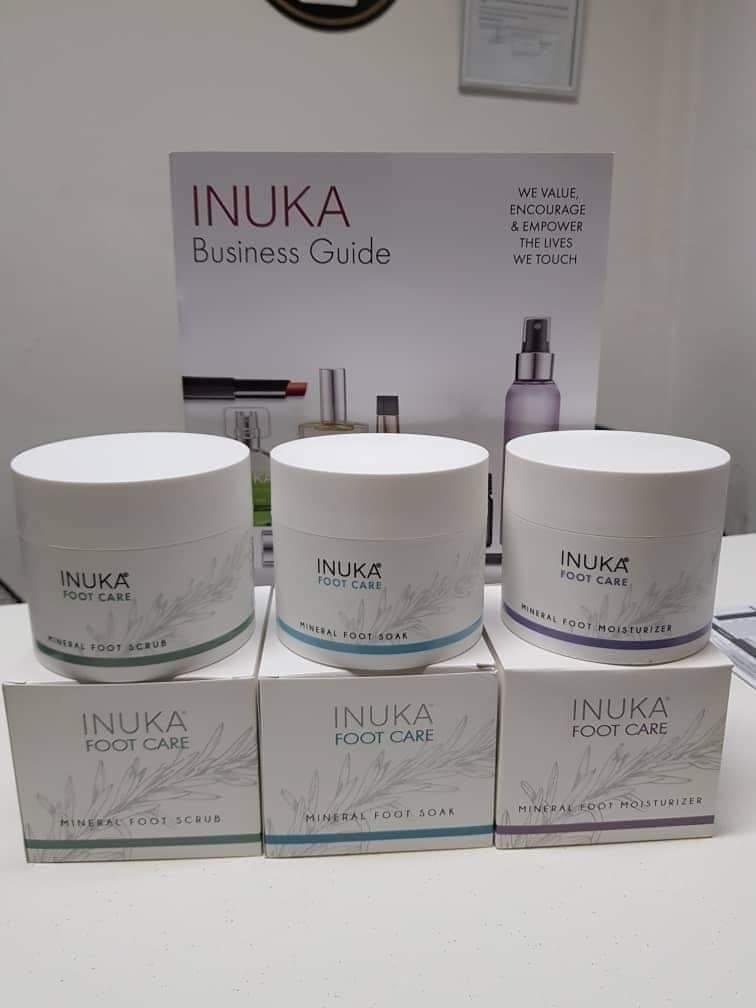 INUKA
Business Guide
WE VALUE,
ENCOURAGE
& EMPOWER
THE LIVES
WE TOUCH
INUKA
FOOT CARE
MINERAL FOOT SCRUB
INUKA
FOOT CARE
MINERAL FOOT SOAK
INUKA
FOOT CARE
MINERAL FOOT MOISTURIZER
INUKA
FOOT CARE
MINERAL FOOT SCRUB
INUKA
FOOT CARE
MINERAL FOOT SOAK
INUKA
FOOT CARE
MINERAL FOOT MOISTURIZER